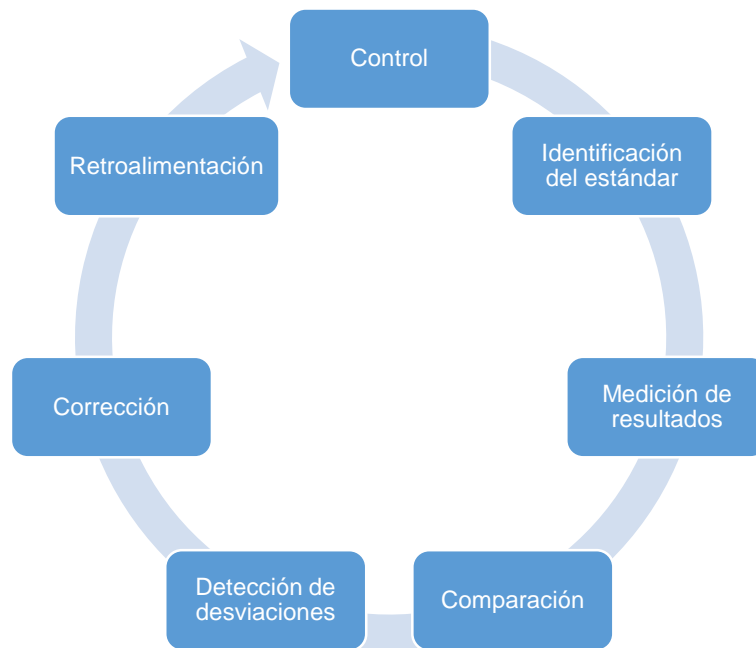 Control
Identificación
del estándar
Medición de
resultados
Comparación
Detección de
desviaciones
Corrección
Retroalimentación